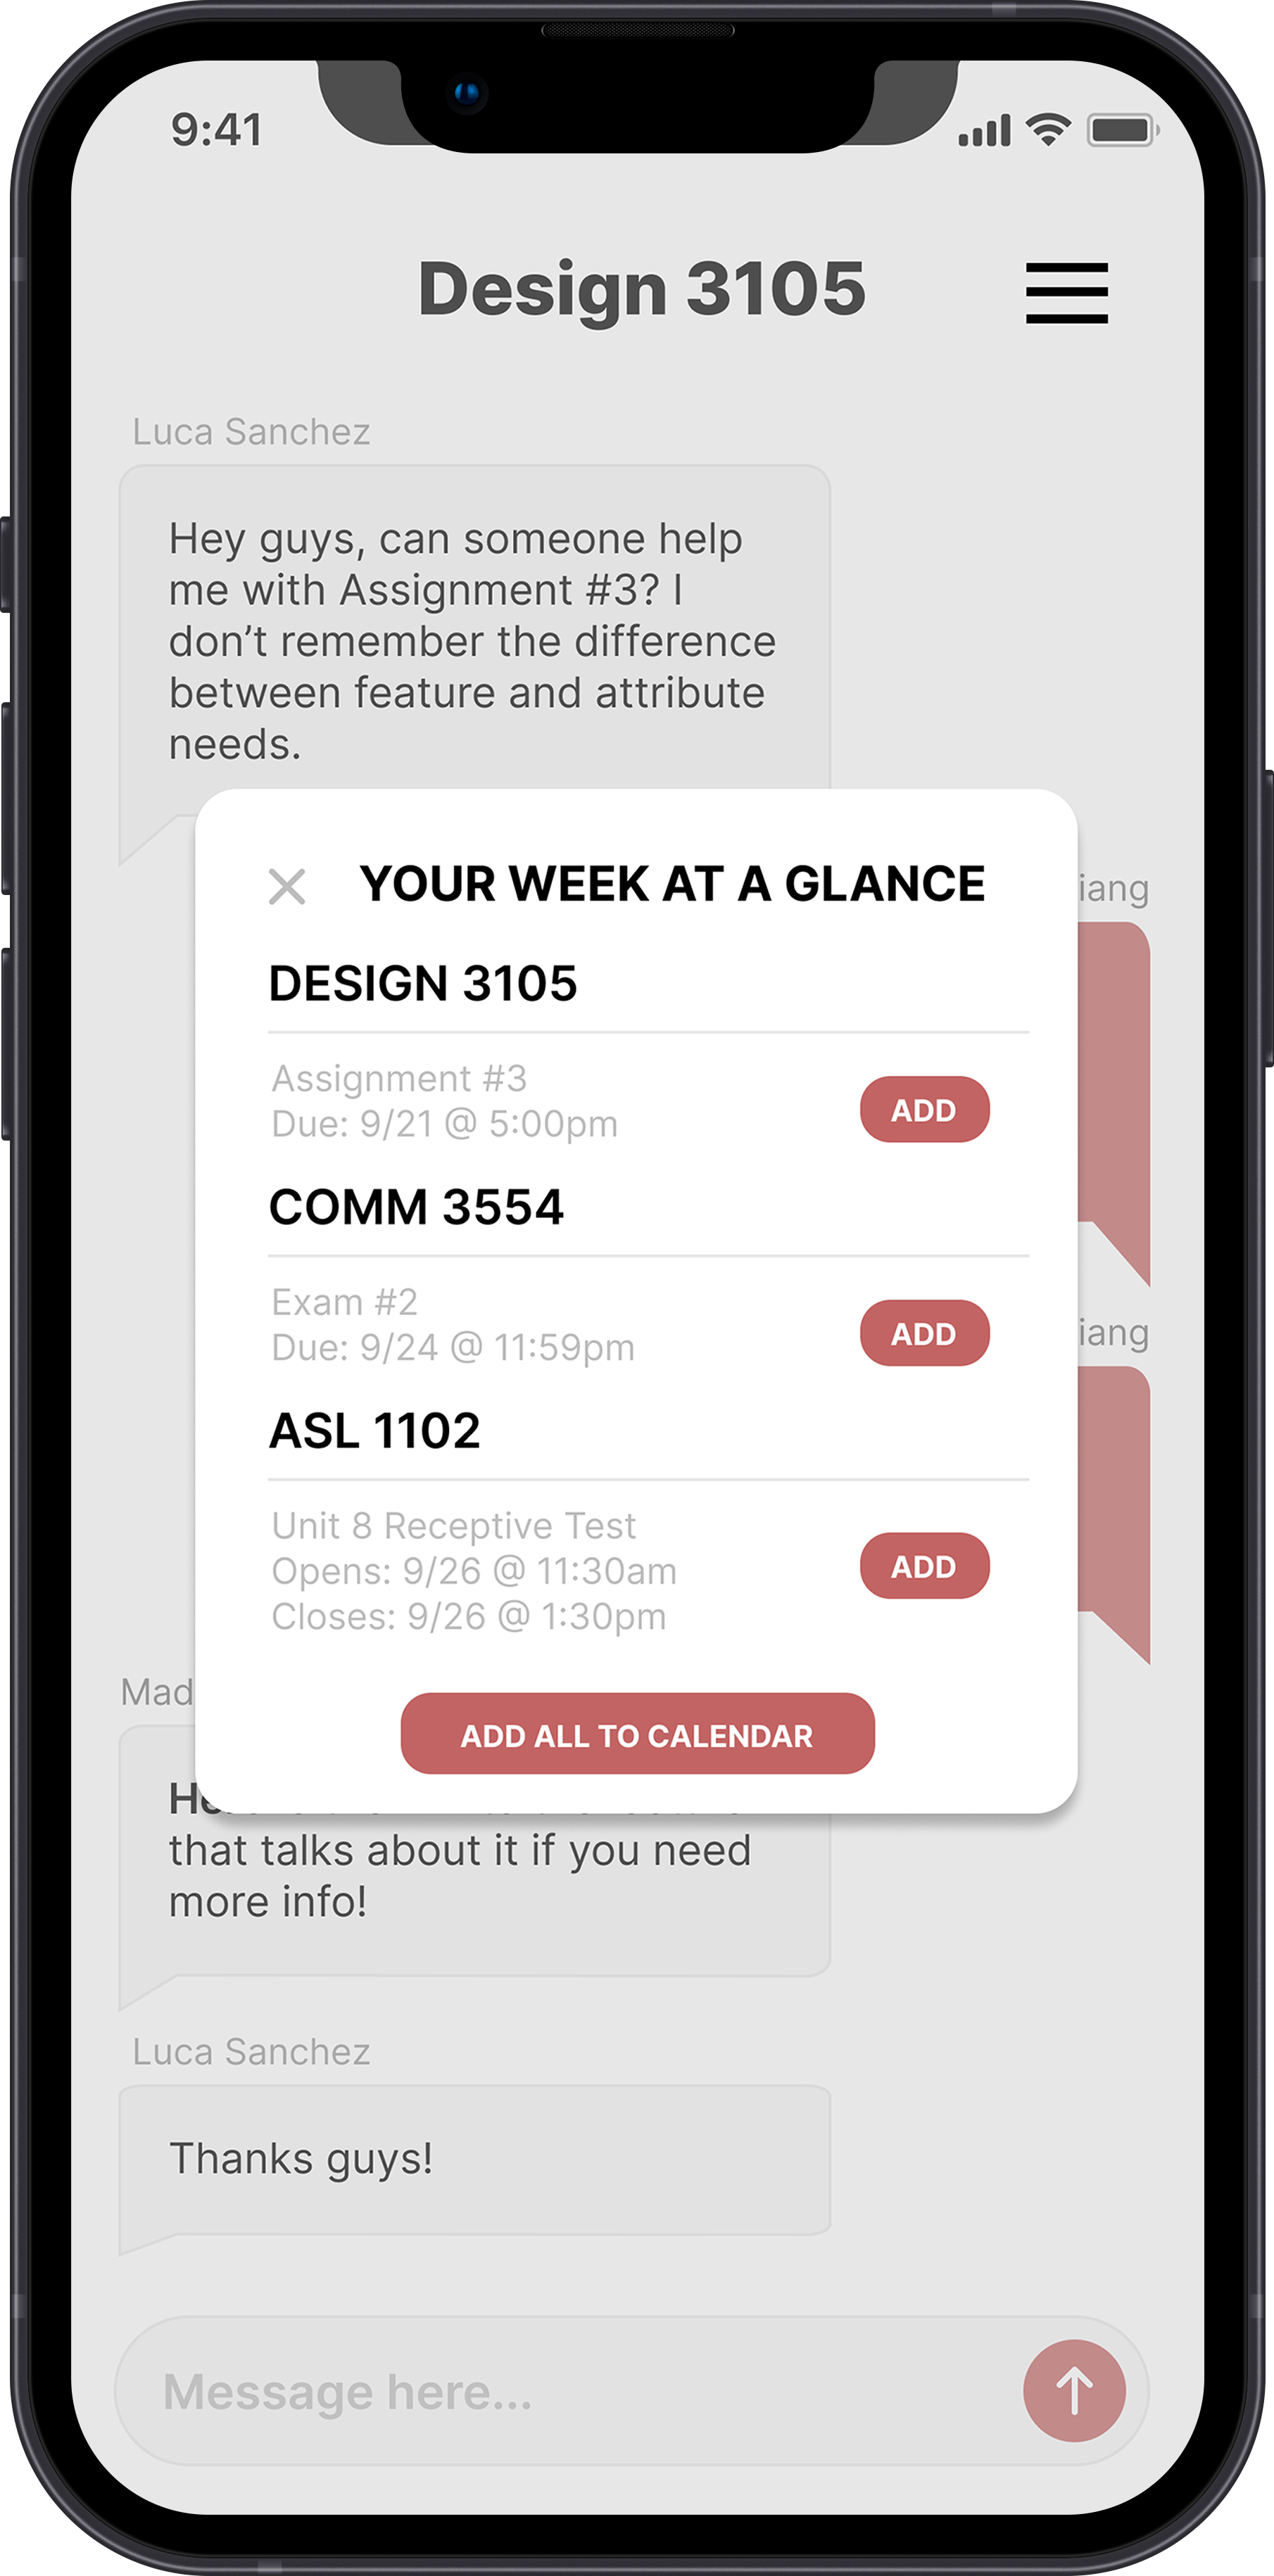 9:41
Design 3105
Luca Sanchez
Hey guys, can someone help
me with Assignment #3? I
don’t remember the difference
between feature and attribute
needs.
YOUR WEEK AT A GLANCE
iang
DESIGN 3105
Assignment #3
Due: 9/21 @ 5:00pm
ADD
COMM 3554
Exam #2
Due: 9/24 @ 11:59pm
ADD
iang
ASL 1102
Unit 8 Receptive Test
Opens: 9/26 @ 11:30am
Closes: 9/26 @ 1:30pm
ADD
Mad
ADD ALL TO CALENDAR
that talks about it if you need
more info!
Luca Sanchez
Thanks guys!
Message here...